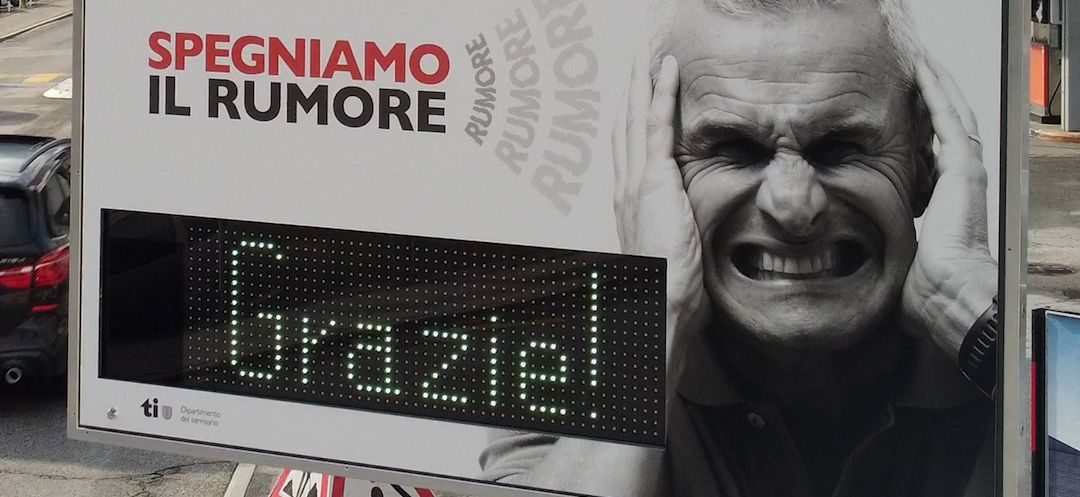 SPEGNIAMO
IL RUMORE
RUMORE
RUMORE
RUMORE
Grazie!
ti
Dipartimento
del territorio